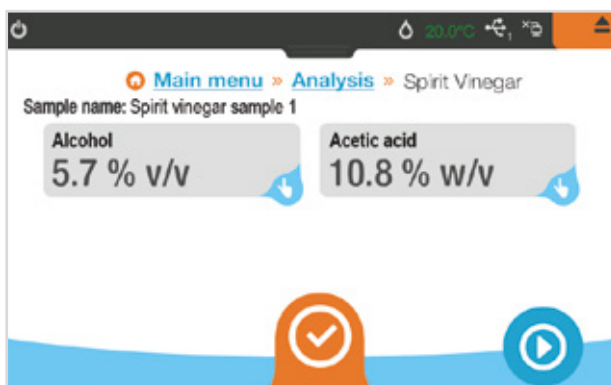 20.0°C
1
Main menu » Analysis » Spirit Vinegar
Sample name: Spirit vinegar sample 1
Alcohol
5.7 % v/v
Acetic acid
10.8 % w/v